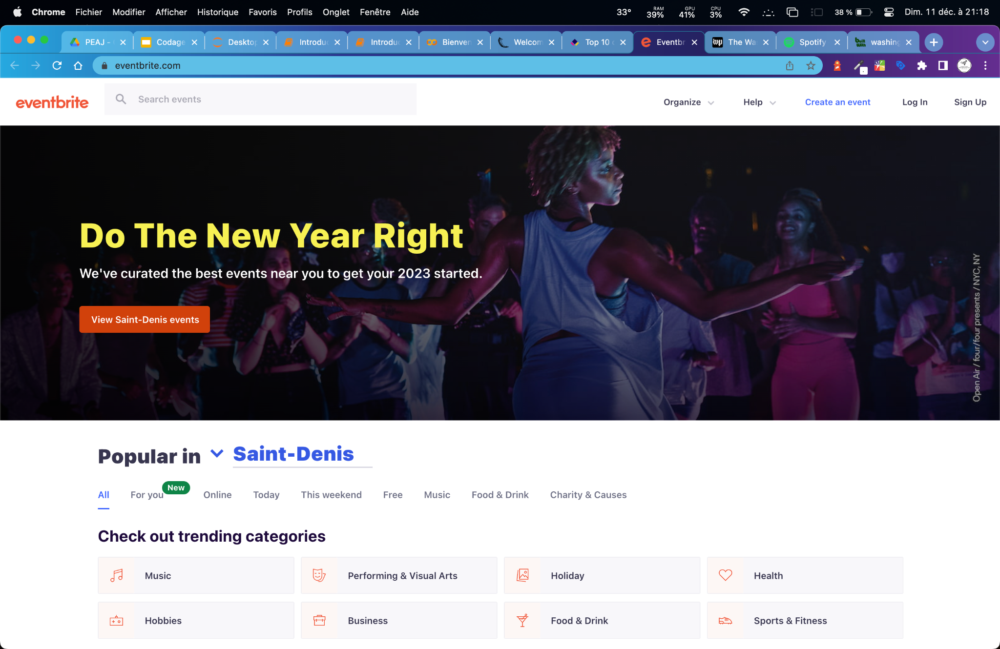 Chrome Fichier Modifier Afficher Historique Favoris Profils Onglet Fenêtre Aide 33° RAM 39% GPU 41% CPU 3% 38 % Dim. 11 déc. à 21:18
PEAJ - Codage Desktop Introduc Introduc Bienven Welcom Top 10 Eventbr The Wa Spotify washing
eventbrite.com
eventbrite
Search events
Organize Help Create an event Log In Sign Up
Do The New Year Right
We've curated the best events near you to get your 2023 started.
View Saint-Denis events
Open Air / four/four presents / NYC, NY
Popular in Saint-Denis
All For you New Online Today This weekend Free Music Food & Drink Charity & Causes
Check out trending categories
Music Performing & Visual Arts Holiday Health
Hobbies Business Food & Drink Sports & Fitness